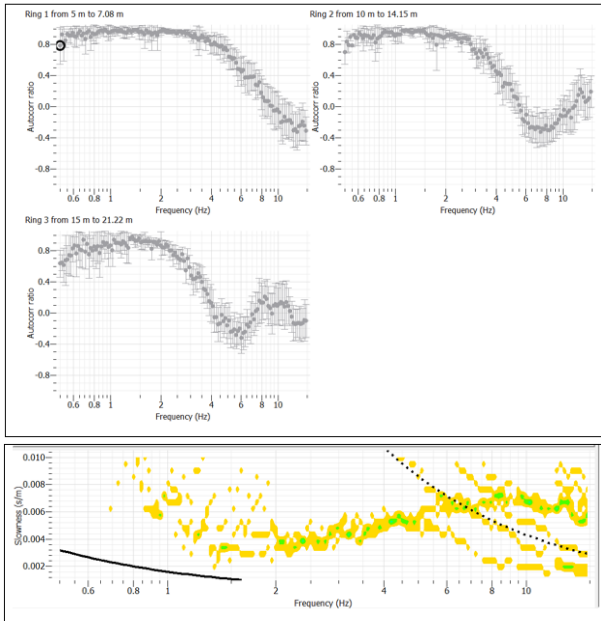 Ring 1 from 5 m to 7.08 m
Autocorr ratio
0.8
0.4
0.0
-0.4
-0.8
0.6 0.8 1 2 4 6 8 10
Frequency (Hz)
Ring 2 from 10 m to 14.15 m
Autocorr ratio
0.8
0.4
0.0
-0.4
-0.8
0.6 0.8 1 2 4 6 8 10
Frequency (Hz)
Ring 3 from 15 m to 21.22 m
Autocorr ratio
0.8
0.4
0.0
-0.4
-0.8
0.6 0.8 1 2 4 6 8 10
Frequency (Hz)
Slowness (s/m)
0.010
0.008
0.006
0.004
0.002
0.6 0.8 1 2 4 6 8 10
Frequency (Hz)